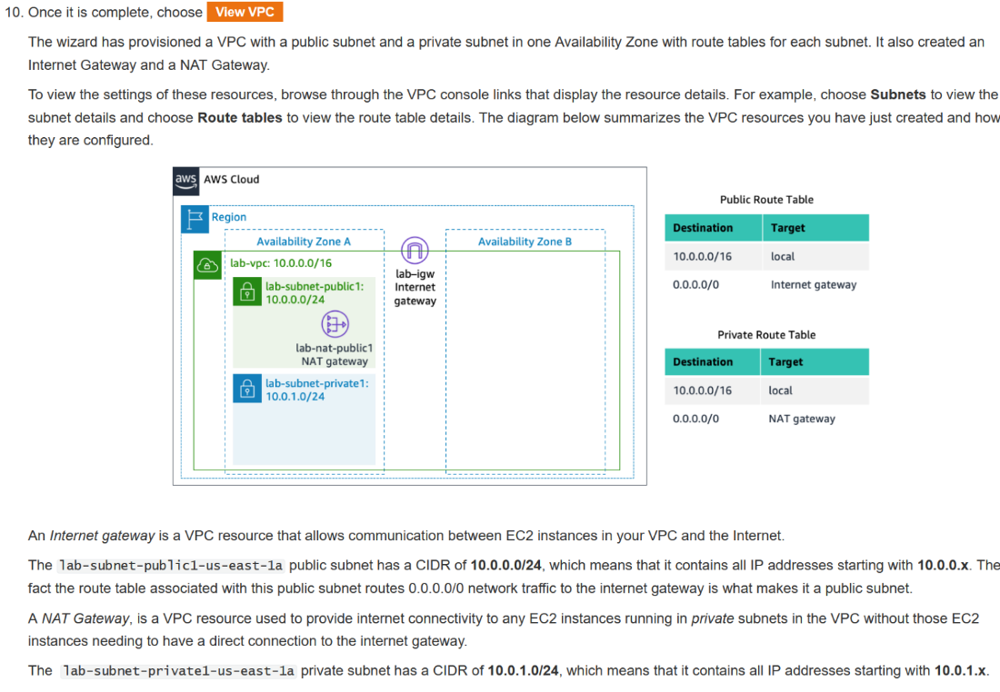 10. Once it is complete, choose View VPC
The wizard has provisioned a VPC with a public subnet and a private subnet in one Availability Zone with route tables for each subnet. It also created an
Internet Gateway and a NAT Gateway.
To view the settings of these resources, browse through the VPC console links that display the resource details. For example, choose Subnets to view the
subnet details and choose Route tables to view the route table details. The diagram below summarizes the VPC resources you have just created and how
they are configured.
aws AWS Cloud
Region
Availability Zone A
Availability Zone B
lab-vpc: 10.0.0.0/16
lab-subnet-public1:
10.0.0.0/24
lab-nat-public1
NAT gateway
lab-subnet-private1:
10.0.1.0/24
lab-igw
Internet
gateway
Public Route Table
Destination Target
10.0.0.0/16 local
0.0.0.0/0 Internet gateway
Private Route Table
Destination Target
10.0.0.0/16 local
0.0.0.0/0 NAT gateway
An Internet gateway is a VPC resource that allows communication between EC2 instances in your VPC and the Internet.
The lab-subnet-public1-us-east-1a public subnet has a CIDR of 10.0.0.0/24, which means that it contains all IP addresses starting with 10.0.0.x. The
fact the route table associated with this public subnet routes 0.0.0.0/0 network traffic to the internet gateway is what makes it a public subnet.
A NAT Gateway, is a VPC resource used to provide internet connectivity to any EC2 instances running in private subnets in the VPC without those EC2
instances needing to have a direct connection to the internet gateway.
The lab-subnet-private1-us-east-1a private subnet has a CIDR of 10.0.1.0/24, which means that it contains all IP addresses starting with 10.0.1.x.